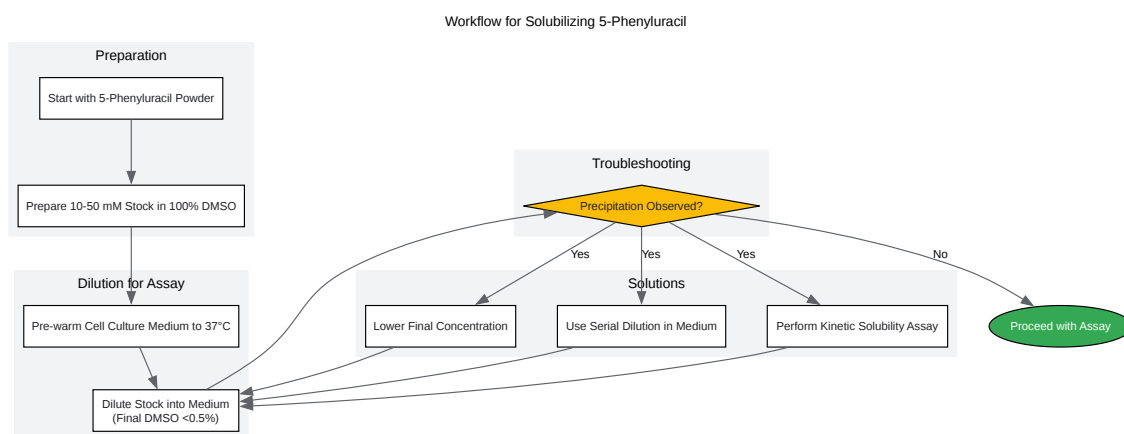 Workflow for Solubilizing 5-Phenyluracil
Preparation
Start with 5-Phenyluracil Powder
Prepare 10-50 mM Stock in 100% DMSO
Dilution for Assay
Pre-warm Cell Culture Medium to 37°C
Dilute Stock into Medium
(Final DMSO <0.5%)
Troubleshooting
Precipitation Observed?
Yes
Yes
Yes
No
Solutions
Lower Final Concentration
Use Serial Dilution in Medium
Perform Kinetic Solubility Assay
Proceed with Assay